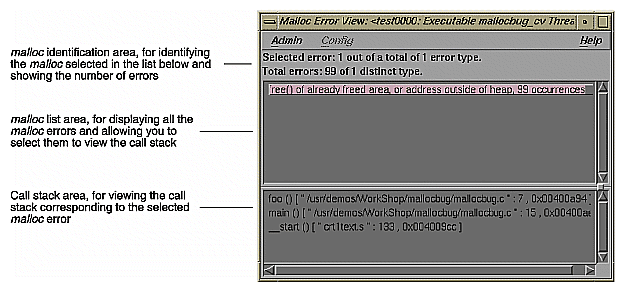 Malloc Error View: <test0000: Executable mallocbug_cv Threa
Admin Config Help
malloc identification area, for identifying
the malloc selected in the list below and
showing the number of errors
Selected error: 1 out of a total of 1 error type.
Total errors: 99 of 1 distinct type.
malloc list area, for displaying all the
malloc errors and allowing you to
select them to view the call stack
ree() of already freed area, or address outside of heap, 99 occurrences
Call stack area, for viewing the call
stack corresponding to the selected
malloc error
foo () [ "/usr/demos/WorkShop/mallocbug/mallocbug.c" : 7 , 0x00400a94 ]
main () [ "/usr/demos/WorkShop/mallocbug/mallocbug.c" : 15 , 0x00400ae
__start () [ "crt1text.s" : 133 , 0x004009cc ]